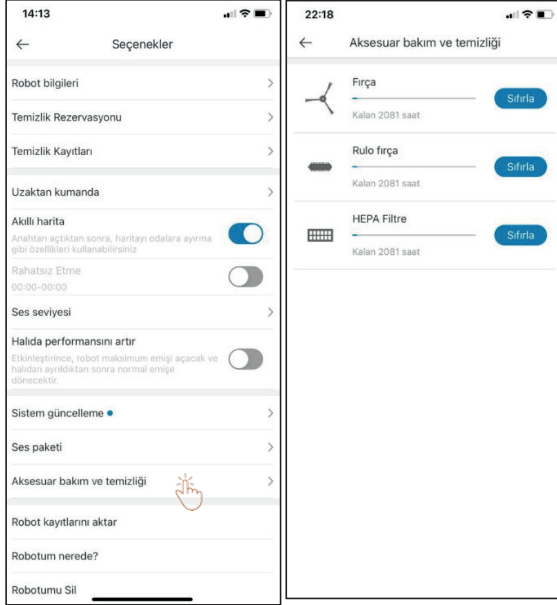 14:13
Seçenekler
Robot bilgileri
Temizlik Rezervasyonu
Temizlik Kayıtları
Uzaktan kumanda
Akıllı harita
Anahtarı açtıktan sonra, haritayı odalara ayırma
gibi özellikleri kullanabilirsiniz
Rahatsız Etme
00:00-00:00
Ses seviyesi
Halıda performansını artır
Etkinleştirince, robot maksimum emişi açacak ve
halıdan ayrıldıktan sonra normal emişe
dönecektir.
Sistem güncelleme
Ses paketi
Aksesuar bakım ve temizliği
Robot kayıtlarını aktar
Robotum nerede?
Robotumu Sil
22:18
Aksesuar bakım ve temizliği
Fırça
Sıfırla
Kalan 2081 saat
Rulo fırça
Sıfırla
Kalan 2081 saat
HEPA Filtre
Sıfırla
Kalan 2081 saat